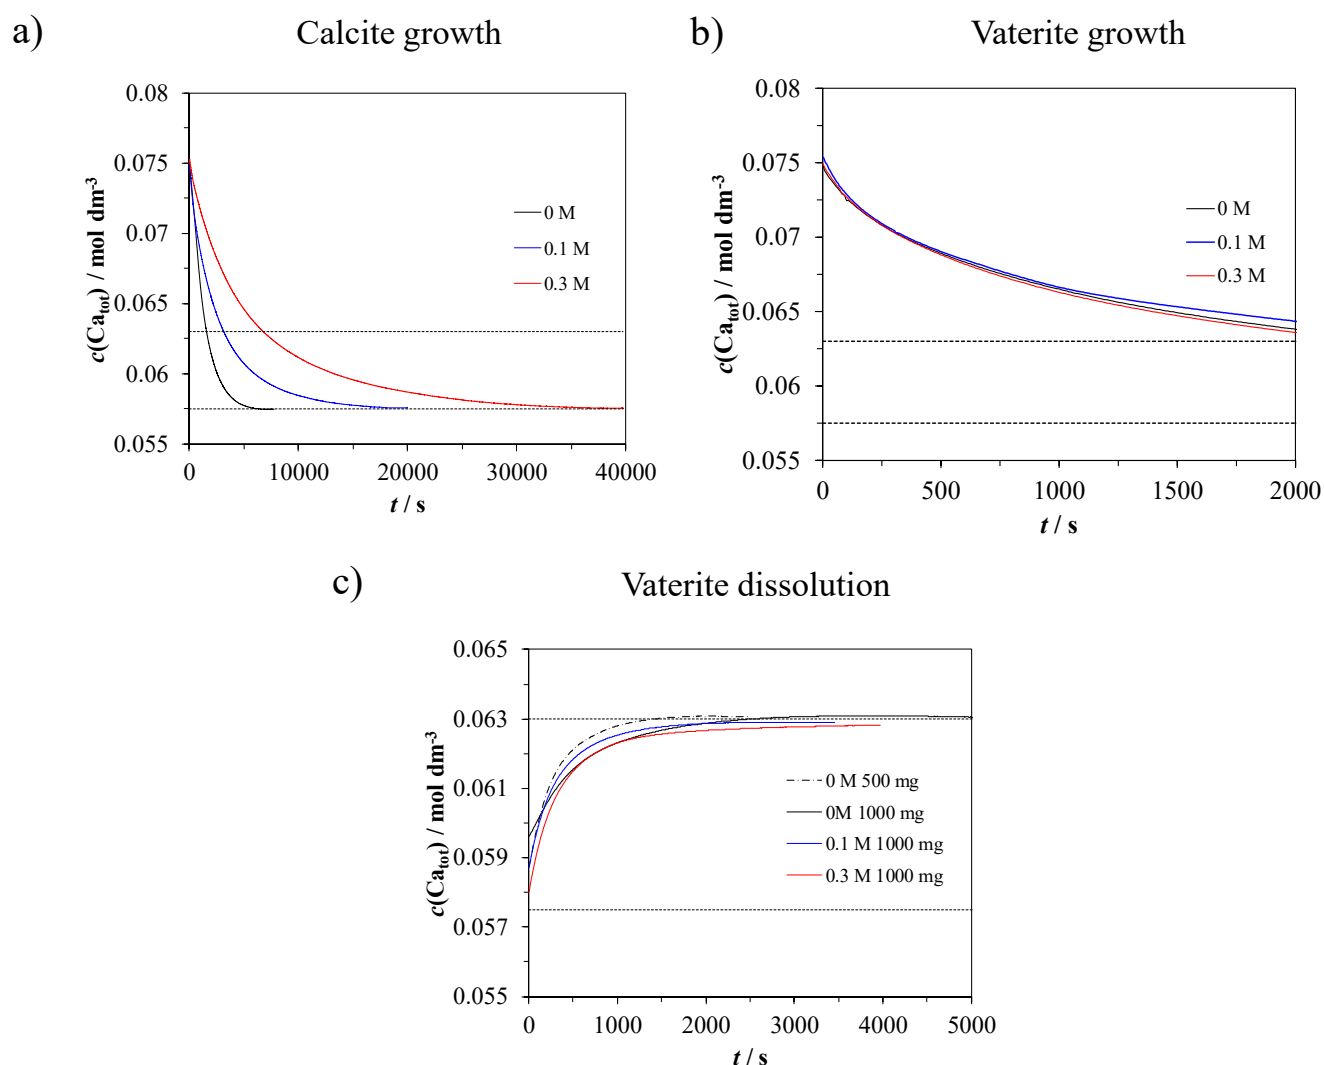 a)
Calcite growth
0.08
0.075
0.07
0.065
0.06
0.055
c(Ca_tot) / mol dm⁻³
0 M
0.1 M
0.3 M
0
10000
20000
30000
40000
t / s
b)
Vaterite growth
0.08
0.075
0.07
0.065
0.06
0.055
c(Ca_tot) / mol dm⁻³
0 M
0.1 M
0.3 M
0
500
1000
1500
2000
t / s
c)
Vaterite dissolution
0.065
0.063
0.061
0.059
0.057
0.055
c(Ca_tot) / mol dm⁻³
0 M 500 mg
0M 1000 mg
0.1 M 1000 mg
0.3 M 1000 mg
0
1000
2000
3000
4000
5000
t / s